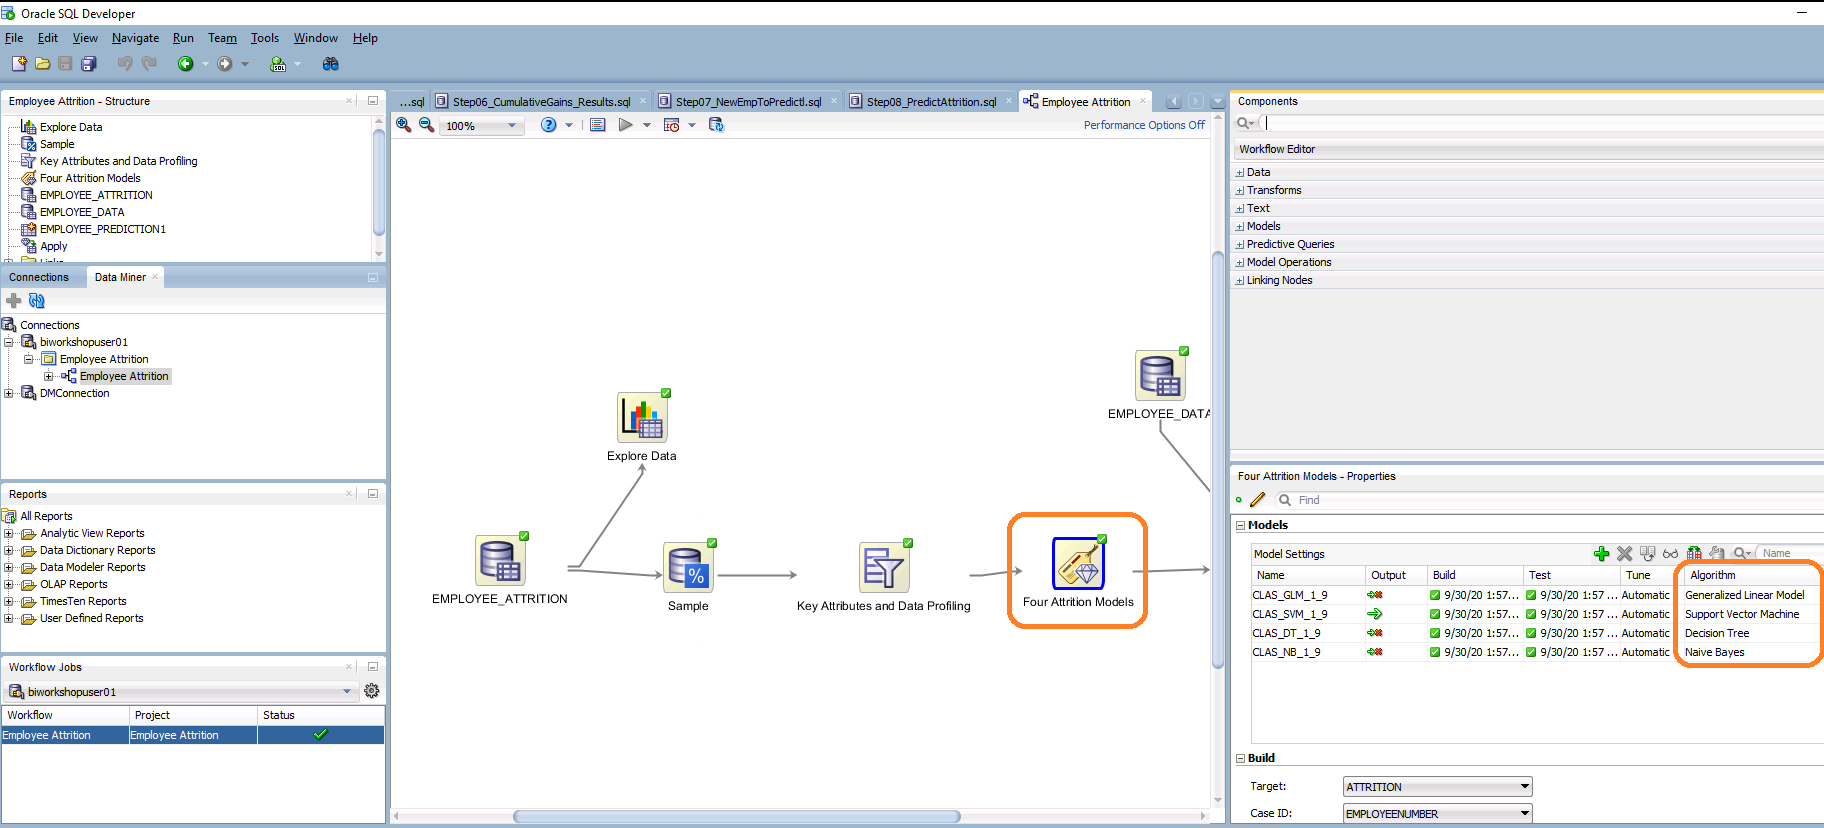 Oracle SQL Developer
File Edit View Navigate Run Team Tools Window Help
Employee Attrition - Structure
Explore Data
Sample
Key Attributes and Data Profiling
Four Attrition Models
EMPLOYEE_ATTRITION
EMPLOYEE_DATA
EMPLOYEE_PREDICTION1
Apply
Links
Connections Data Miner
Connections
biworkshopuser01
Employee Attrition
Employee Attrition
DMConnection
Reports
All Reports
Analytic View Reports
Data Dictionary Reports
Data Modeler Reports
OLAP Reports
TimesTen Reports
User Defined Reports
Workflow Jobs
biworkshopuser01
Workflow Project Status
Employee Attrition Employee Attrition
...sql Step06_CumulativeGains_Results.sql Step07_NewEmpToPredictl.sql Step08_PredictAttrition.sql Employee Attrition
100% Performance Options Off
EMPLOYEE_DATA
Explore Data
EMPLOYEE_ATTRITION
Sample
Key Attributes and Data Profiling
Four Attrition Models
Components
Workflow Editor
Data
Transforms
Text
Models
Predictive Queries
Model Operations
Linking Nodes
Four Attrition Models - Properties
Find
Models
Model Settings Name
Name Output Build Test Tune Algorithm
CLAS_GLM_1_9 9/30/20 1:57... 9/30/20 1:57 ... Automatic Generalized Linear Model
CLAS_SVM_1_9 9/30/20 1:57... 9/30/20 1:57 ... Automatic Support Vector Machine
CLAS_DT_1_9 9/30/20 1:57... 9/30/20 1:57 ... Automatic Decision Tree
CLAS_NB_1_9 9/30/20 1:57... 9/30/20 1:57 ... Automatic Naive Bayes
Build
Target: ATTRITION
Case ID: EMPLOYEENUMBER